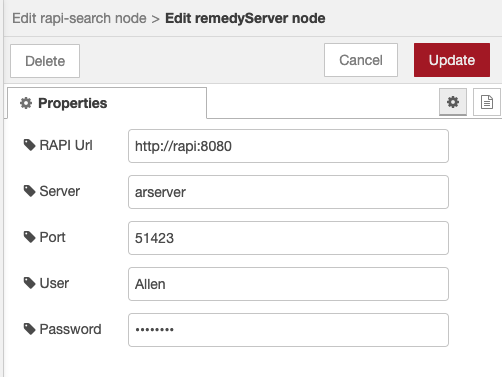 Edit rapi-search node > Edit remedyServer node
Delete Cancel Update
Properties
RAPI Url http://rapi:8080
Server arserver
Port 51423
User Allen
Password ••••••••